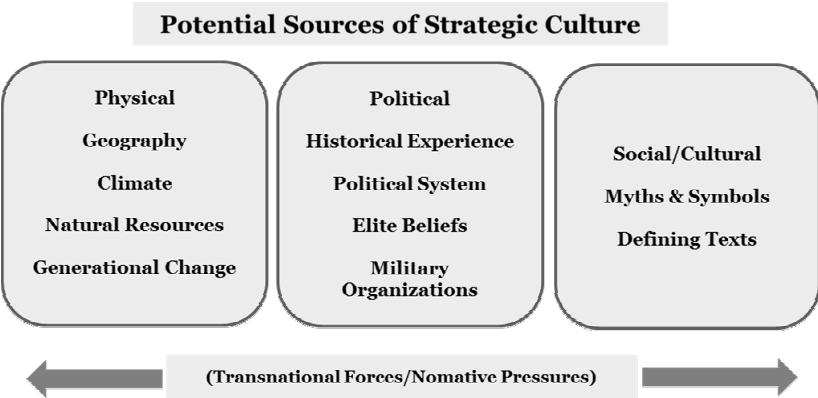 Potential Sources of Strategic Culture
Physical
Geography
Climate
Natural Resources
Generational Change
Political
Historical Experience
Political System
Elite Beliefs
Military
Organizations
Social/Cultural
Myths & Symbols
Defining Texts
(Transnational Forces/Nomative Pressures)